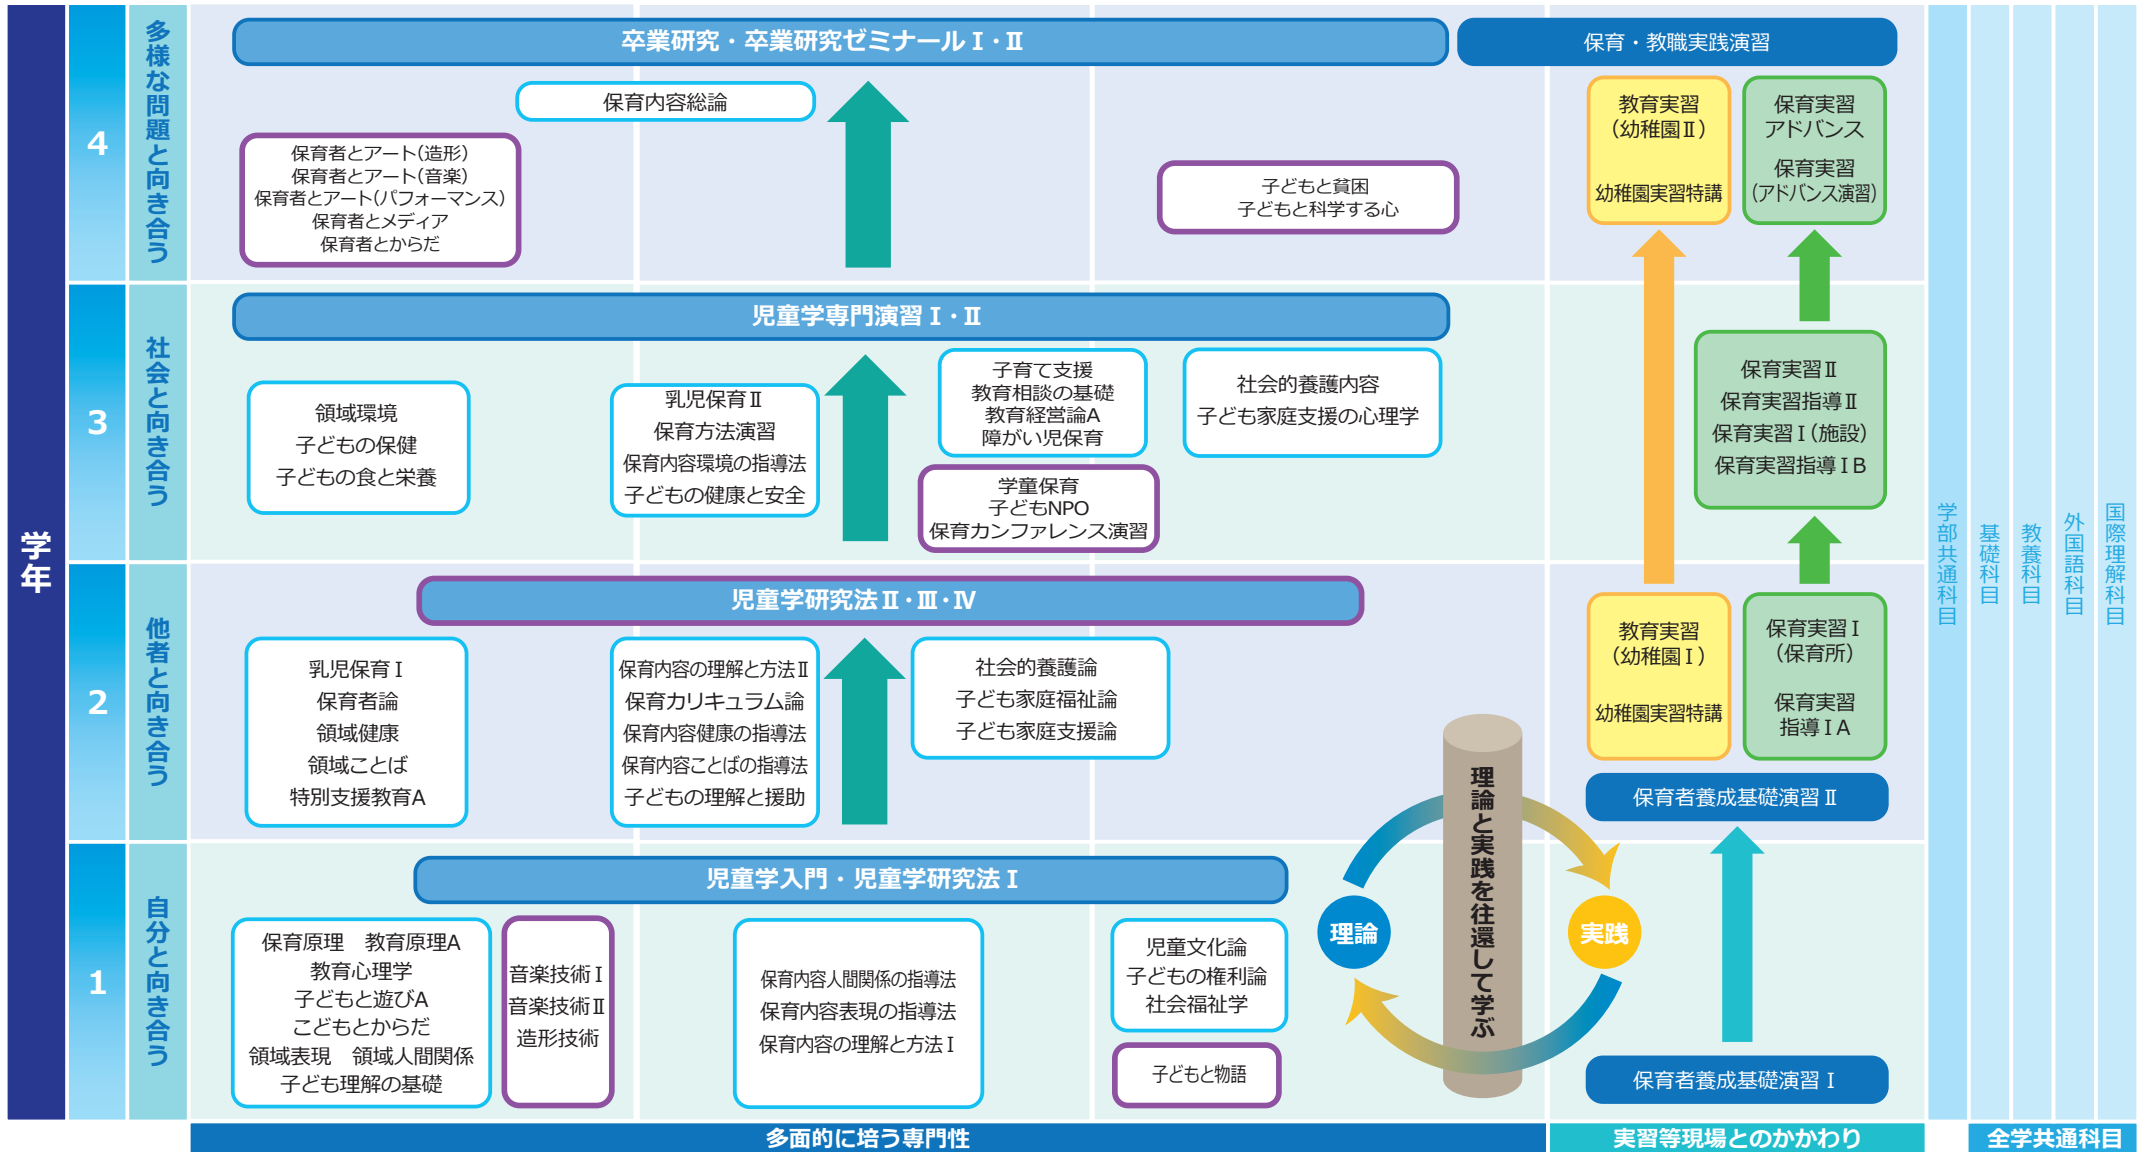 学年
4
多様な問題と向き合う
卒業研究・卒業研究ゼミナールⅠ・Ⅱ
保育・教職実践演習
保育内容総論
保育者とアート(造形)
保育者とアート(音楽)
保育者とアート(パフォーマンス)
保育者とメディア
保育者とからだ
子どもと貧困
子どもと科学する心
教育実習
(幼稚園Ⅱ)
幼稚園実習特講
保育実習
アドバンス
保育実習
(アドバンス演習)
3
社会と向き合う
児童学専門演習Ⅰ・Ⅱ
領域環境
子どもの保健
子どもの食と栄養
乳児保育Ⅱ
保育方法演習
保育内容環境の指導法
子どもの健康と安全
子育て支援
教育相談の基礎
教育経営論A
障がい児保育
学童保育
子どもNPO
保育カンファレンス演習
社会的養護内容
子ども家庭支援の心理学
保育実習Ⅱ
保育実習指導Ⅱ
保育実習Ⅰ(施設)
保育実習指導ⅠB
2
他者と向き合う
児童学研究法Ⅱ・Ⅲ・Ⅳ
乳児保育Ⅰ
保育者論
領域健康
領域ことば
特別支援教育A
保育内容の理解と方法Ⅱ
保育カリキュラム論
保育内容健康の指導法
保育内容ことばの指導法
子どもの理解と援助
社会的養護論
子ども家庭福祉論
子ども家庭支援論
教育実習
(幼稚園Ⅰ)
幼稚園実習特講
保育実習Ⅰ
(保育所)
保育実習
指導ⅠA
保育者養成基礎演習Ⅱ
1
自分と向き合う
児童学入門・児童学研究法Ⅰ
保育原理 教育原理A
教育心理学
子どもと遊びA
こどもとからだ
領域表現 領域人間関係
子ども理解の基礎
音楽技術Ⅰ
音楽技術Ⅱ
造形技術
保育内容人間関係の指導法
保育内容表現の指導法
保育内容の理解と方法Ⅰ
児童文化論
子どもの権利論
社会福祉学
子どもと物語
理論
理論と実践を往還して学ぶ
実践
保育者養成基礎演習Ⅰ
学部共通科目
基礎科目
教養科目
外国語科目
国際理解科目
多面的に培う専門性
実習等現場とのかかわり
全学共通科目